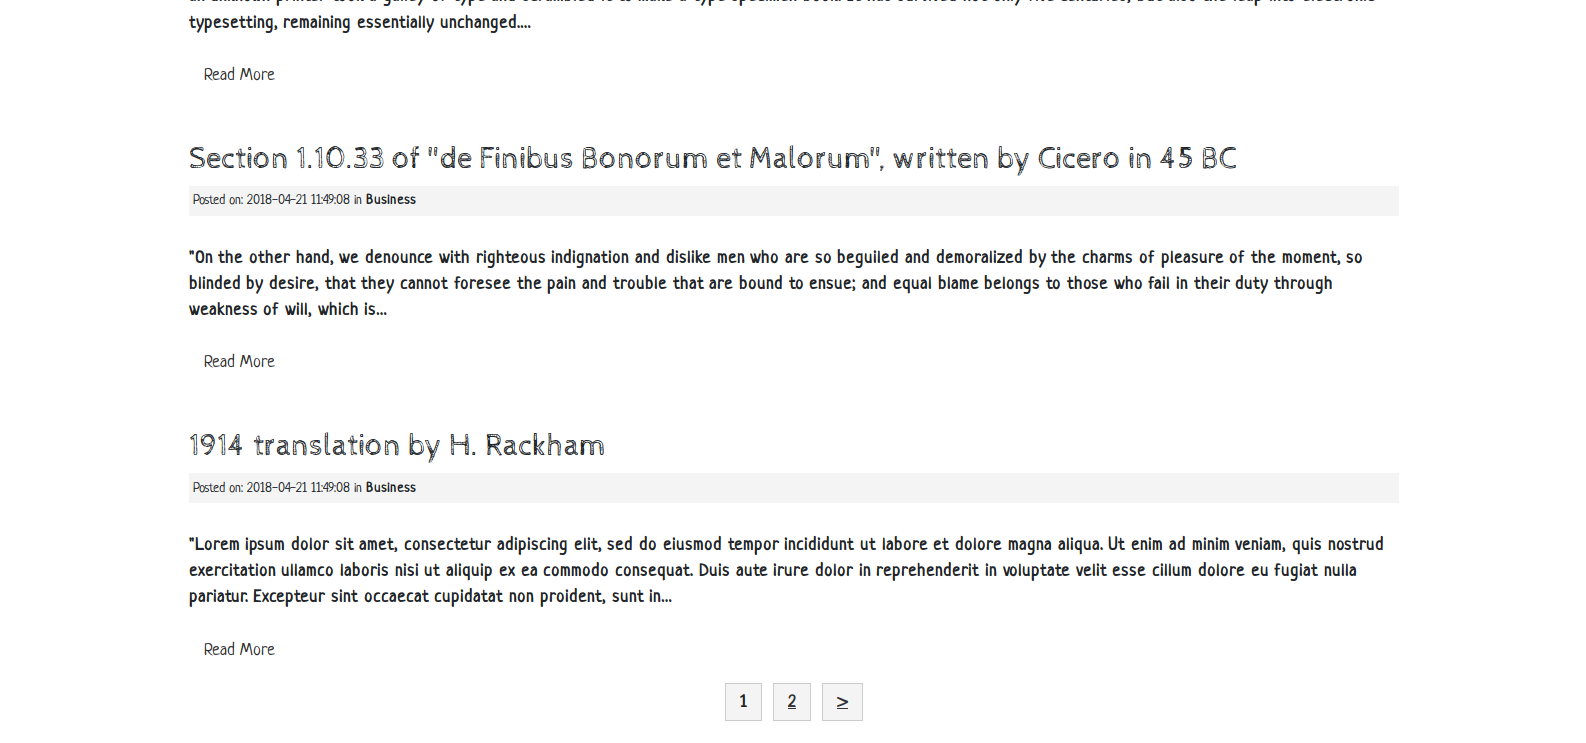 typesetting, remaining essentially unchanged....
Read More
Section 1.10.33 of "de Finibus Bonorum et Malorum", written by Cicero in 45 BC
Posted on: 2018-04-21 11:49:08 in Business
"On the other hand, we denounce with righteous indignation and dislike men who are so beguiled and demoralized by the charms of pleasure of the moment, so
blinded by desire, that they cannot foresee the pain and trouble that are bound to ensue; and equal blame belongs to those who fail in their duty through
weakness of will, which is...
Read More
1914 translation by H. Rackham
Posted on: 2018-04-21 11:49:08 in Business
"Lorem ipsum dolor sit amet, consectetur adipiscing elit, sed do eiusmod tempor incididunt ut labore et dolore magna aliqua. Ut enim ad minim veniam, quis nostrud
exercitation ullamco laboris nisi ut aliquip ex ea commodo consequat. Duis aute irure dolor in reprehenderit in voluptate velit esse cillum dolore eu fugiat nulla
pariatur. Excepteur sint occaecat cupidatat non proident, sunt in...
Read More
1 2 >